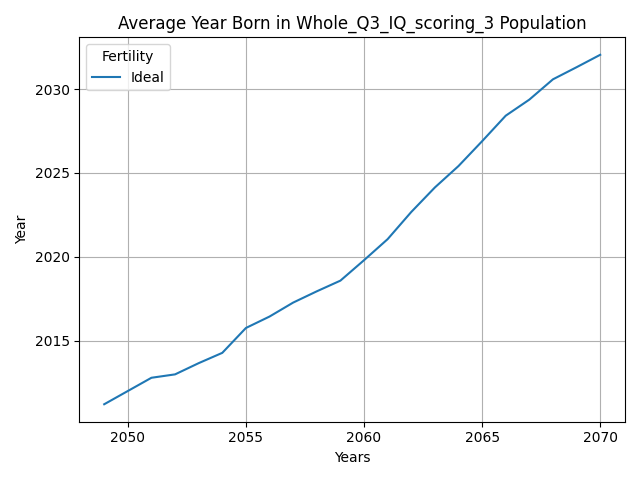 Average Year Born in Whole_Q3_IQ_scoring_3 Population
Fertility
Ideal
Year
2030
2025
2020
2015
2050 2055 2060 2065 2070
Years